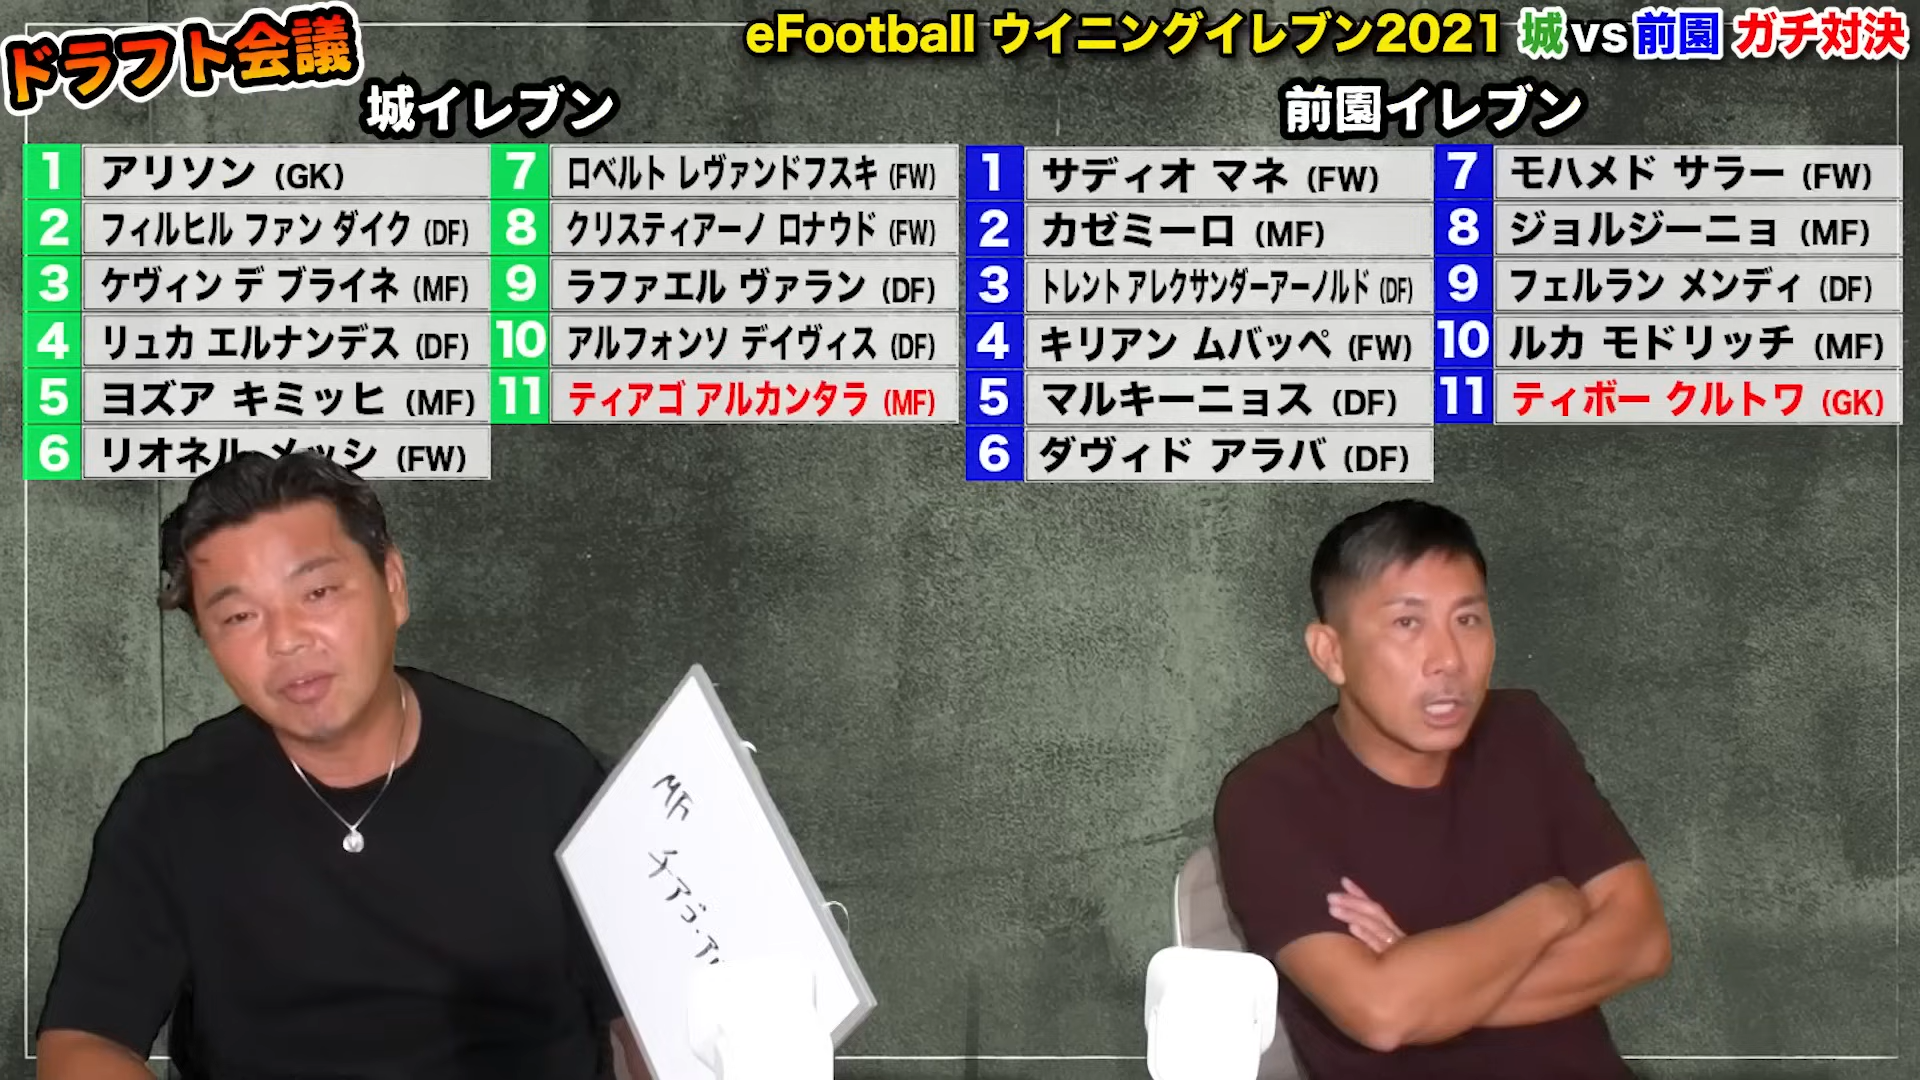 ドラフト会議
eFootball ウイニングイレブン2021 城vs前園 ガチ対決
城イレブン
1 アリソン (GK)
2 フィルヒル ファン ダイク (DF)
3 ケヴィン デ ブライネ (MF)
4 リュカ エルナンデス (DF)
5 ヨズア キミッヒ (MF)
6 リオネル メッシ (FW)
7 ロベルト レヴァンドフスキ (FW)
8 クリスティアーノ ロナウド (FW)
9 ラファエル ヴァラン (DF)
10 アルフォンソ デイヴィス (DF)
11 ティアゴ アルカンタラ (MF)
前園イレブン
1 サディオ マネ (FW)
2 カゼミーロ (MF)
3 トレント アレクサンダーアーノルド (DF)
4 キリアン ムバッペ (FW)
5 マルキーニョス (DF)
6 ダヴィド アラバ (DF)
7 モハメド サラー (FW)
8 ジョルジーニョ (MF)
9 フェルラン メンディ (DF)
10 ルカ モドリッチ (MF)
11 ティボー クルトワ (GK)
MF
チアゴ・ア